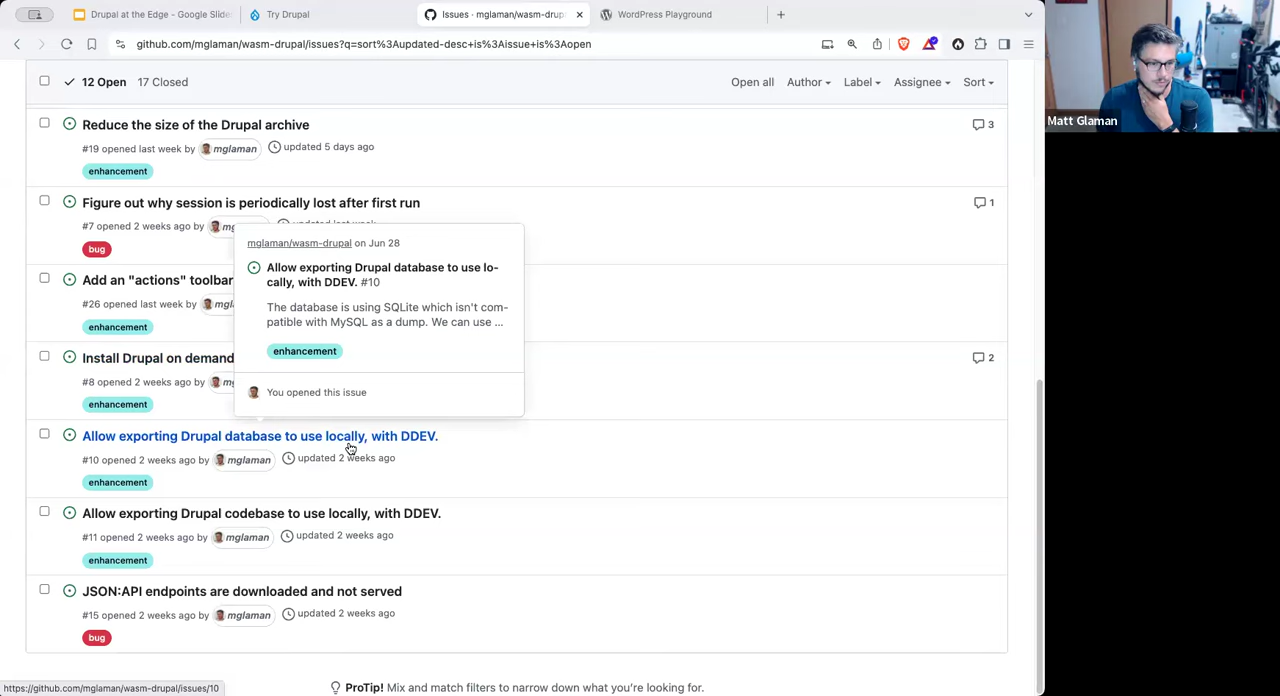 Drupal at the Edge - Google Slide
Try Drupal
Issues · mglaman/wasm-drup
WordPress Playground
github.com/mglaman/wasm-drupal/issues?q=sort%3Aupdated-desc+is%3Aissue+is%3Aopen
12 Open 17 Closed
Open all Author Label Assignee Sort
Reduce the size of the Drupal archive
3
#19 opened last week by mglaman updated 5 days ago
enhancement
Figure out why session is periodically lost after first run
1
#7 opened 2 weeks ago by mg
bug
mglaman/wasm-drupal on Jun 28
Allow exporting Drupal database to use lo-
cally, with DDEV. #10
The database is using SQLite which isn't com-
patible with MySQL as a dump. We can use ...
enhancement
You opened this issue
Add an "actions" toolbar
#26 opened last week by mgl
enhancement
Install Drupal on demand
2
#8 opened 2 weeks ago by mg
enhancement
Allow exporting Drupal database to use locally, with DDEV.
#10 opened 2 weeks ago by mglaman updated 2 weeks ago
enhancement
Allow exporting Drupal codebase to use locally, with DDEV.
#11 opened 2 weeks ago by mglaman updated 2 weeks ago
enhancement
JSON:API endpoints are downloaded and not served
#15 opened 2 weeks ago by mglaman updated 2 weeks ago
bug
https://github.com/mglaman/wasm-drupal/issues/10
ProTip! Mix and match filters to narrow down what you're looking for.
Matt Glaman